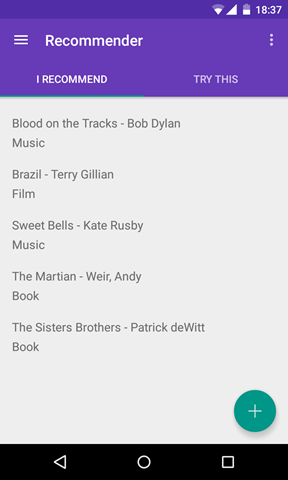 18:37
Recommender
I RECOMMEND
TRY THIS
Blood on the Tracks - Bob Dylan
Music
Brazil - Terry Gillian
Film
Sweet Bells - Kate Rusby
Music
The Martian - Weir, Andy
Book
The Sisters Brothers - Patrick deWitt
Book